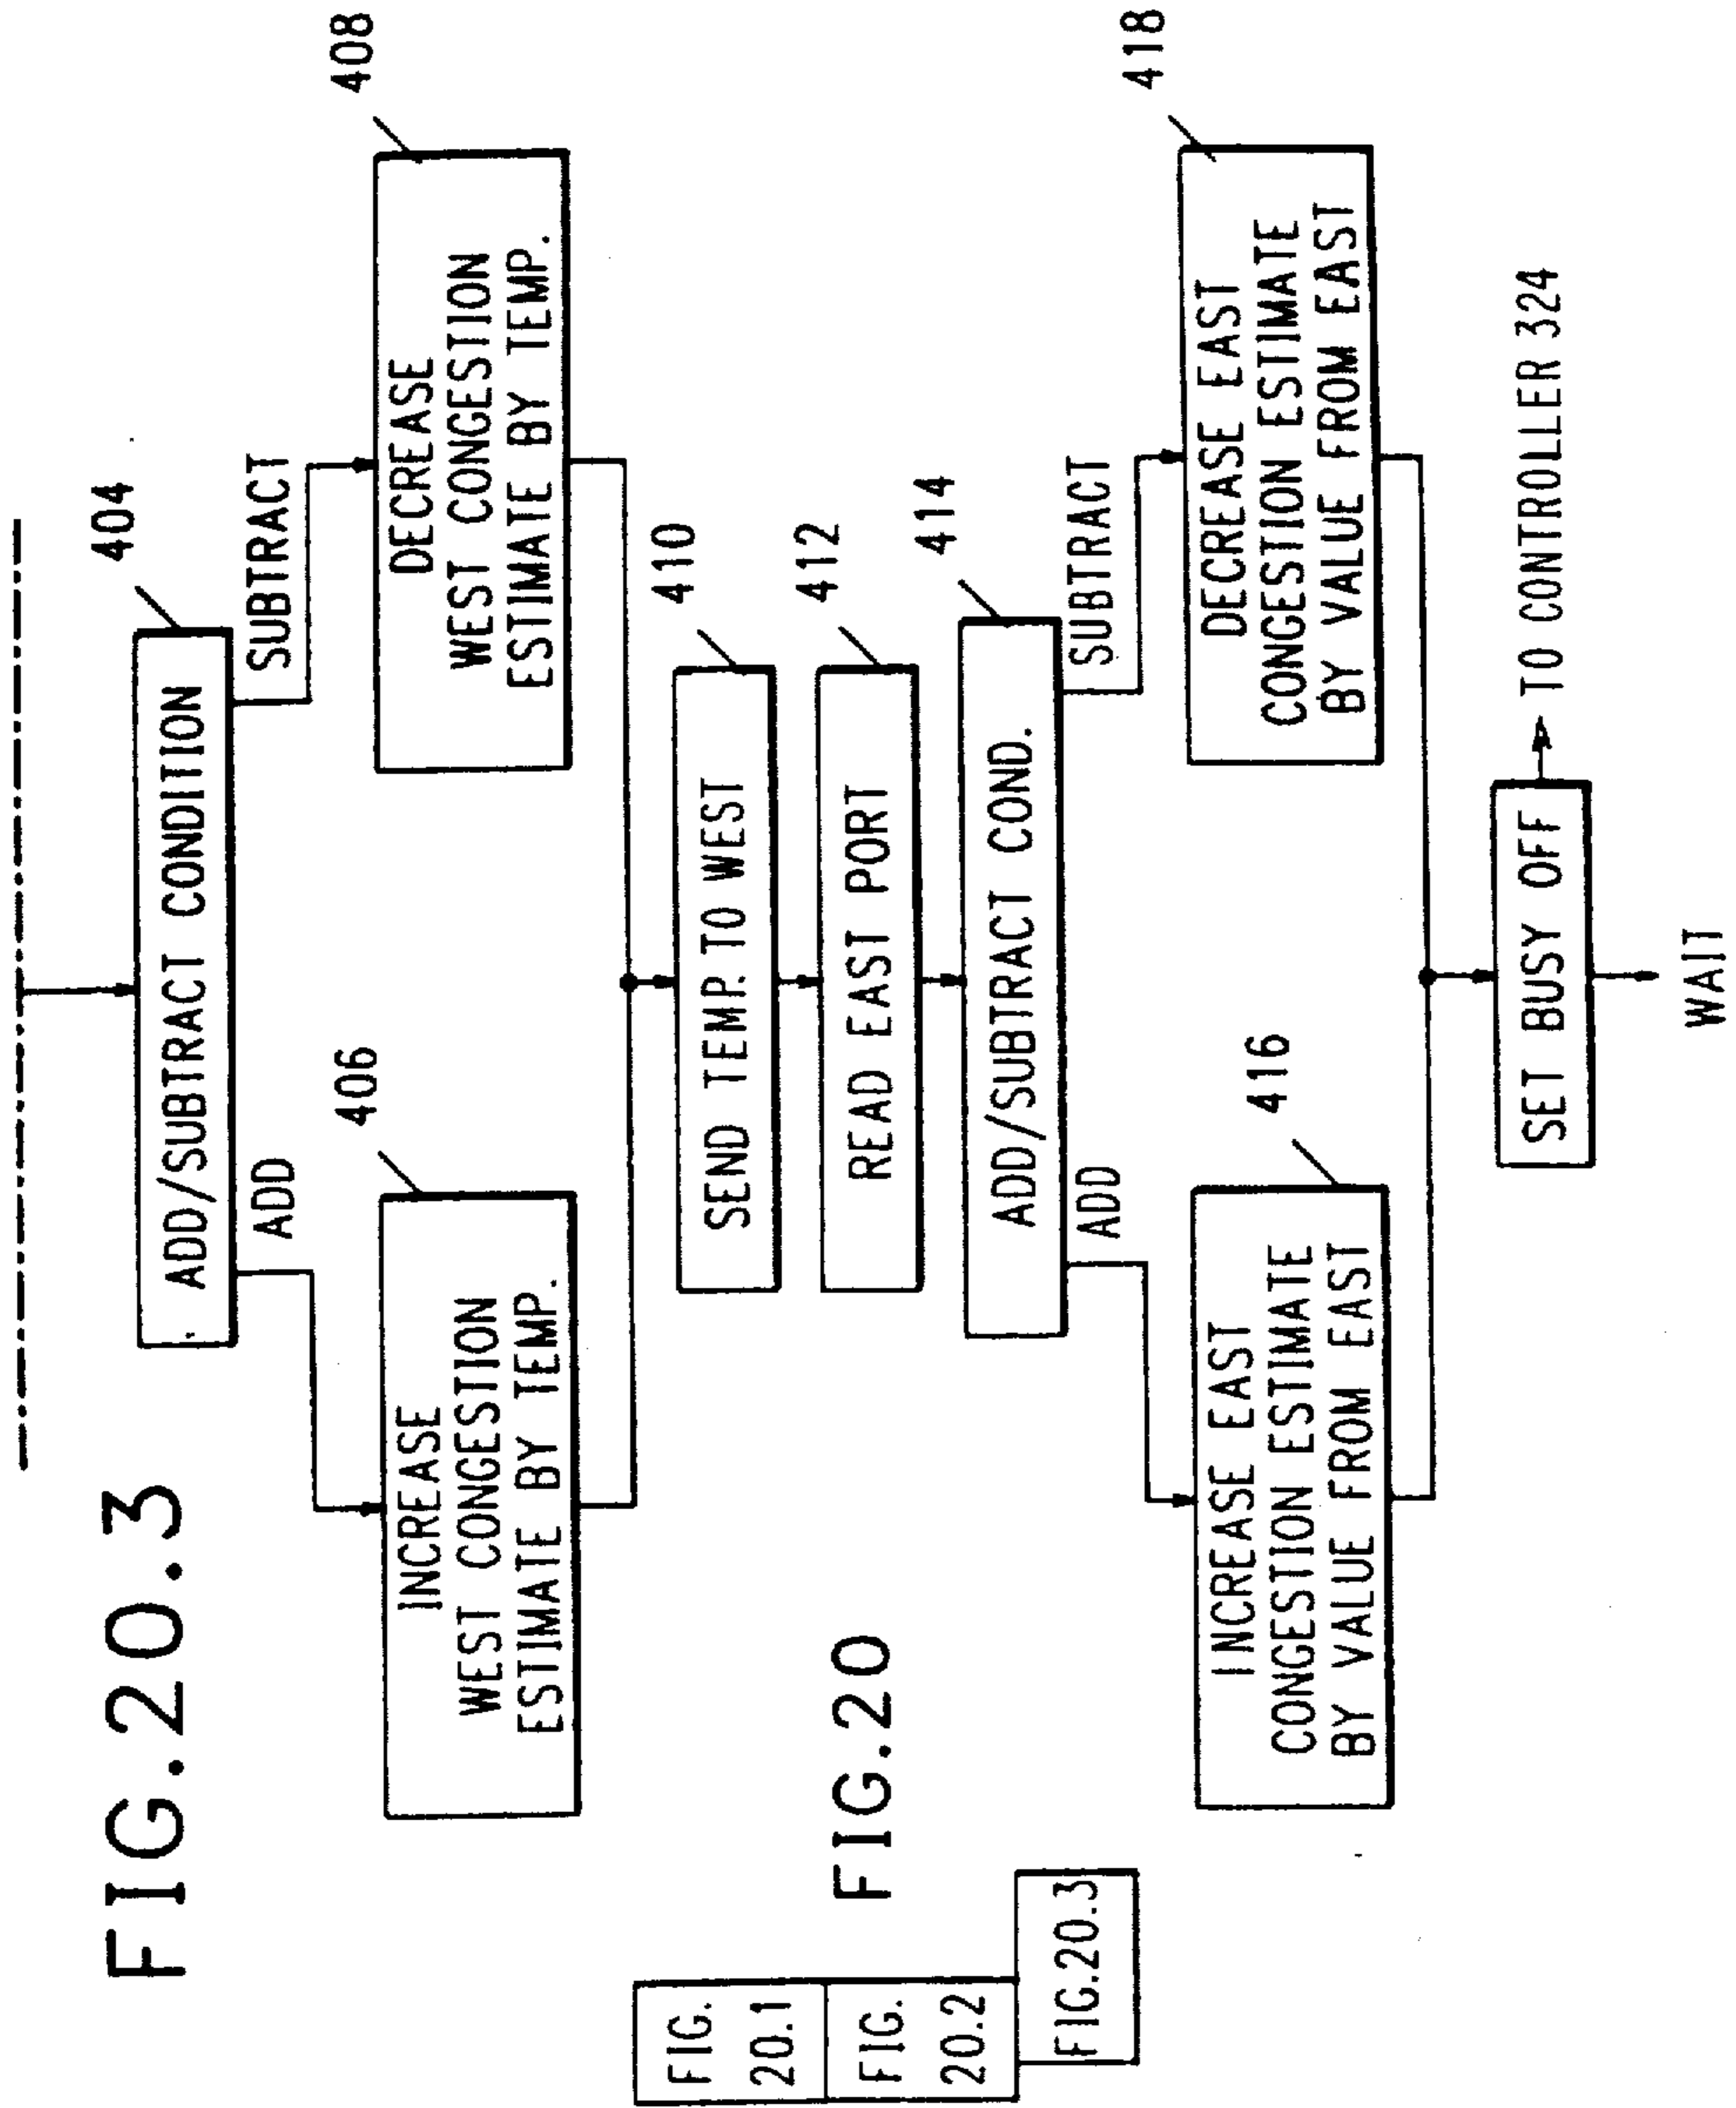 FIG.20.3
404
ADD/SUBTRACT CONDITION
ADD
SUBTRACT
406
408
INCREASE
WEST CONGESTION
ESTIMATE BY TEMP.
DECREASE
WEST CONGESTION
ESTIMATE BY TEMP.
410
SEND TEMP. TO WEST
412
READ EAST PORT
414
ADD/SUBTRACT COND.
ADD
SUBTRACT
416
418
INCREASE EAST
CONGESTION ESTIMATE
BY VALUE FROM EAST
DECREASE EAST
CONGESTION ESTIMATE
BY VALUE FROM EAST
SET BUSY OFF
TO CONTROLLER 324
WAIT
FIG.20
FIG.
20.1
FIG.
20.2
FIG.20.3